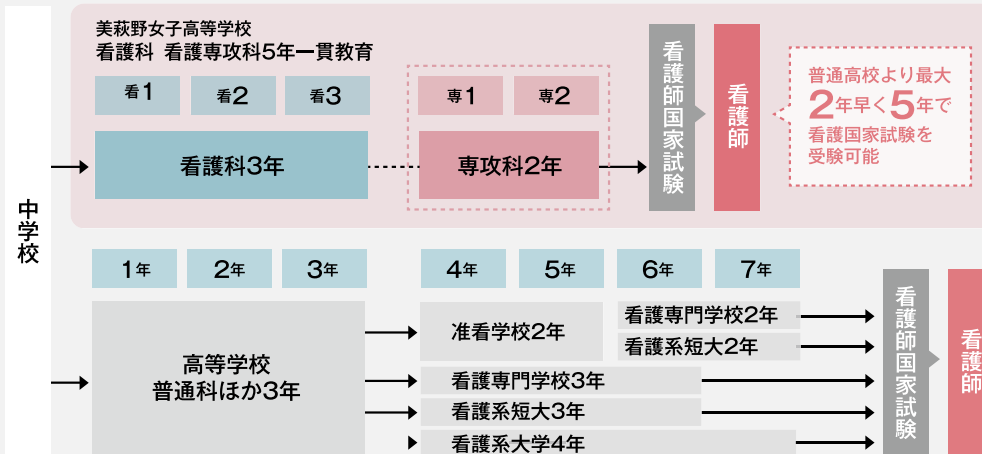 中学校
美萩野女子高等学校
看護科 看護専攻科5年一貫教育
看1 看2 看3 専1 専2
看護科3年 専攻科2年
看護師国家試験
看護師
普通高校より最大
2年早く5年で
看護国家試験を
受験可能
1年 2年 3年 4年 5年 6年 7年
高等学校
普通科ほか3年
准看学校2年
看護専門学校2年
看護系短大2年
看護専門学校3年
看護系短大3年
看護系大学4年
看護師国家試験
看護師